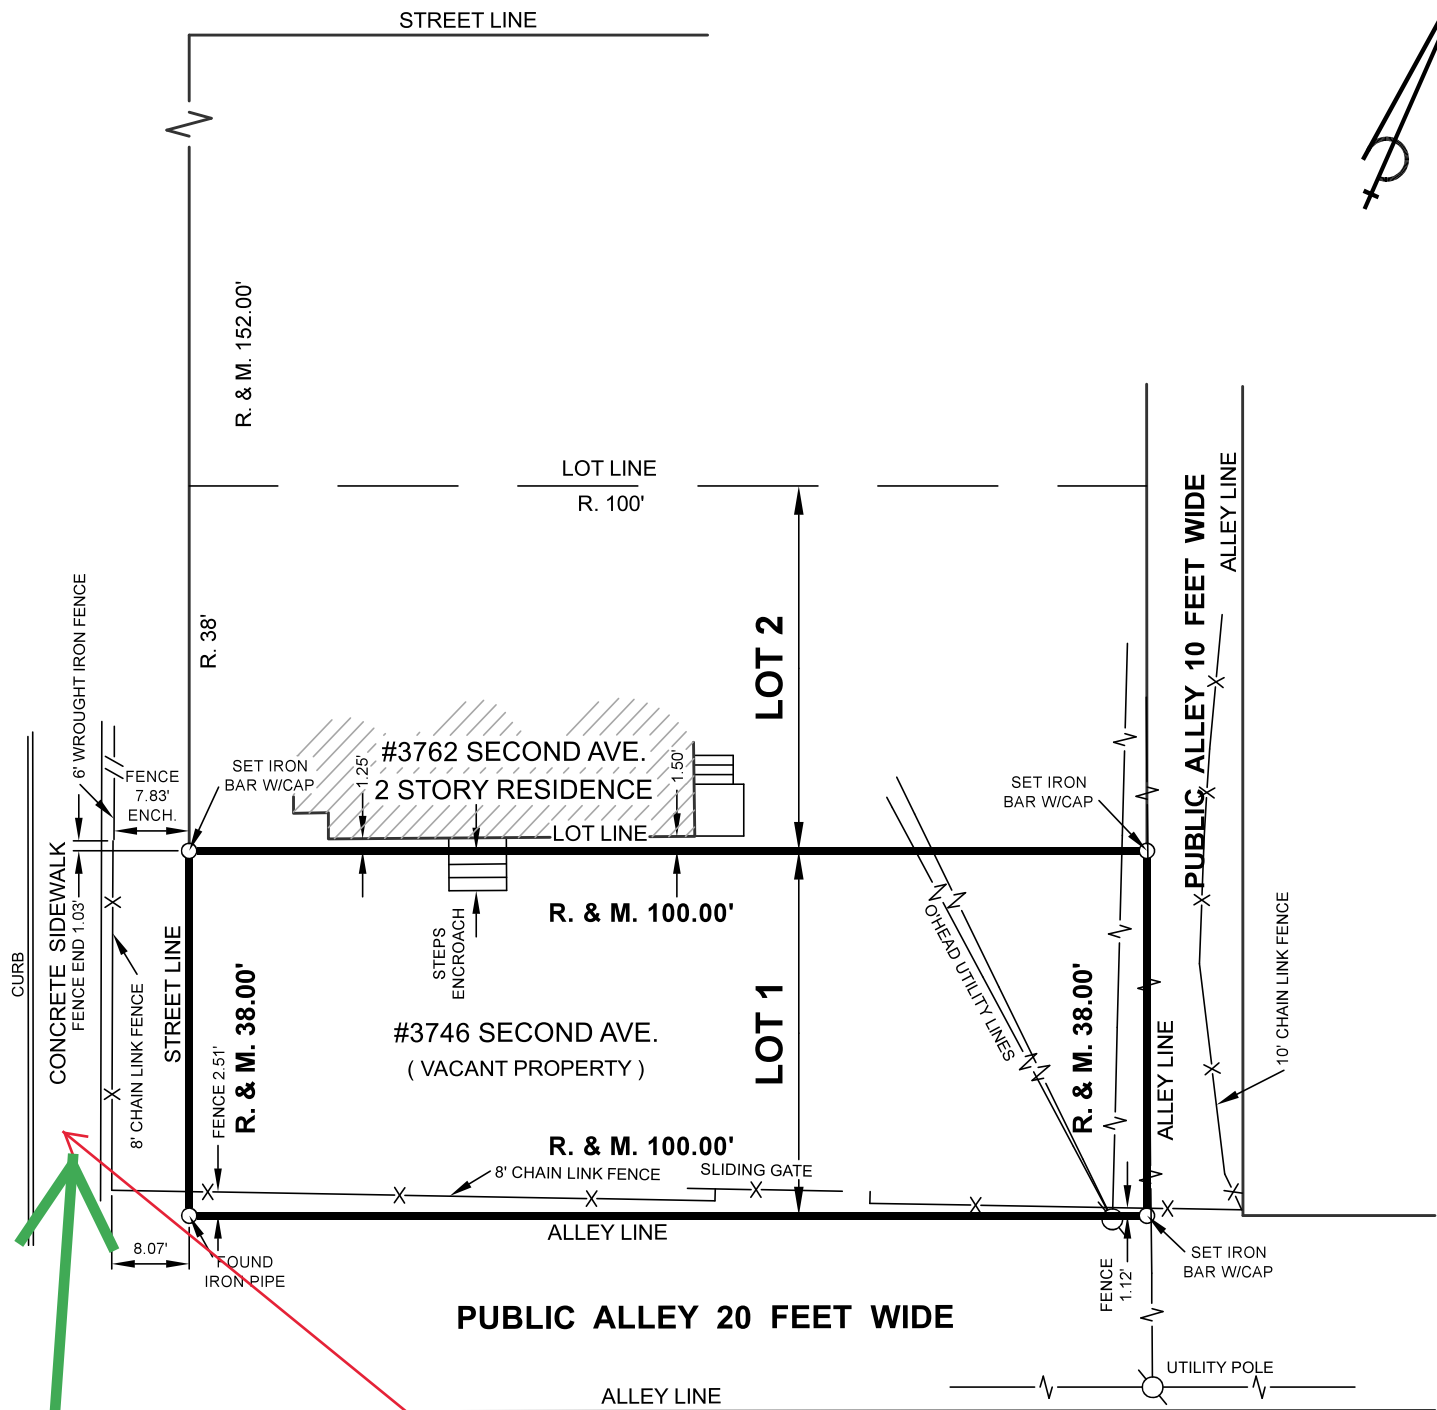 STREET LINE
R. & M. 152.00'
LOT LINE
R. 100'
ALLEY LINE
PUBLIC ALLEY 10 FEET WIDE
R. 38'
LOT 2
6' WROUGHT IRON FENCE
FENCE
7.83'
ENCH.
SET IRON
BAR W/CAP
1.25'
#3762 SECOND AVE.
2 STORY RESIDENCE
1.50'
LOT LINE
SET IRON
BAR W/CAP
CURB
CONCRETE SIDEWALK
FENCE END 1.03'
8' CHAIN LINK FENCE
STREET LINE
R. & M. 38.00'
FENCE 2.51'
STEPS
ENCROACH
R. & M. 100.00'
#3746 SECOND AVE.
( VACANT PROPERTY )
LOT 1
O'HEAD UTILITY LINES
R. & M. 38.00'
ALLEY LINE
10' CHAIN LINK FENCE
R. & M. 100.00'
8' CHAIN LINK FENCE
SLIDING GATE
ALLEY LINE
8.07'
FOUND
IRON PIPE
FENCE
1.12'
SET IRON
BAR W/CAP
PUBLIC ALLEY 20 FEET WIDE
UTILITY POLE
ALLEY LINE